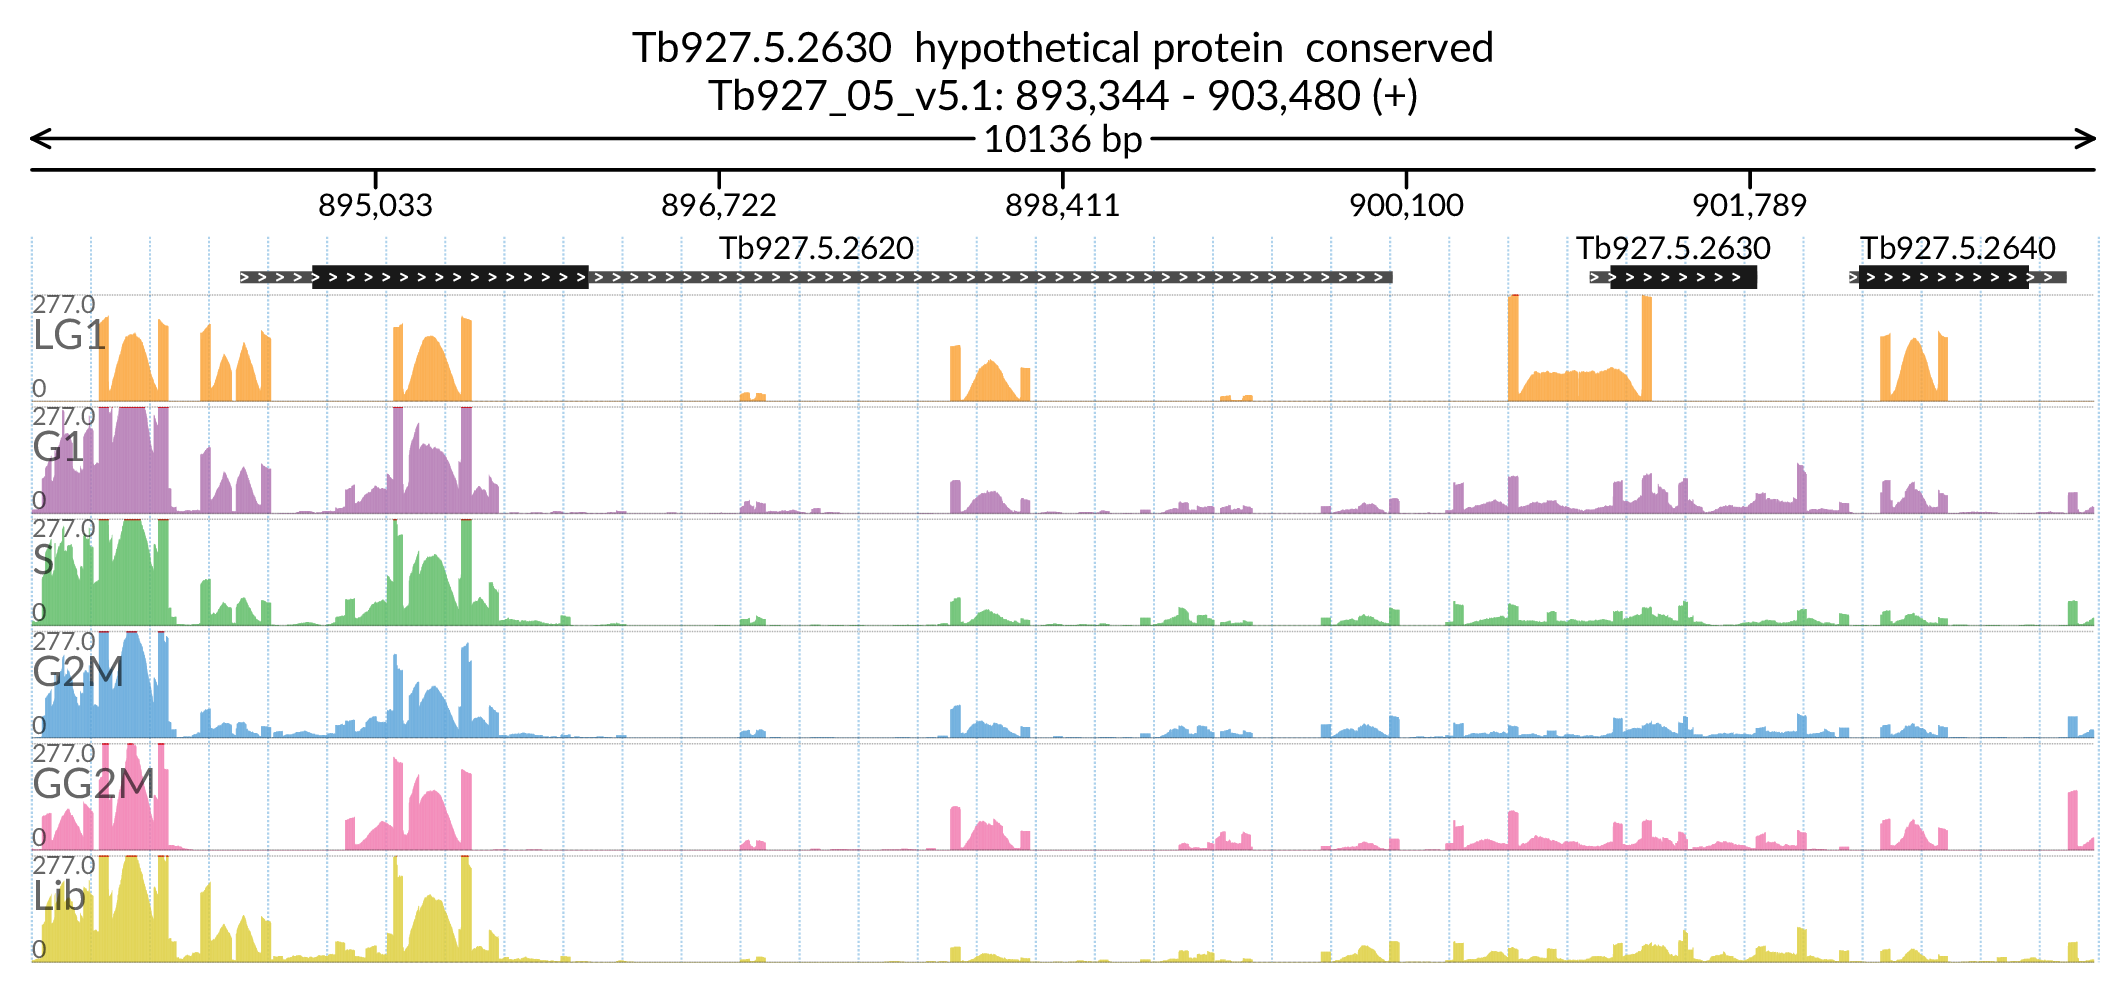 Tb927.5.2630 hypothetical protein conserved
Tb927_05_v5.1: 893,344 - 903,480 (+)
10136 bp
895,033 896,722 898,411 900,100 901,789
Tb927.5.2620 Tb927.5.2630 Tb927.5.2640
277.0
LG1
0
277.0
G1
0
277.0
S
0
277.0
G2M
0
277.0
GG2M
0
277.0
Lib
0